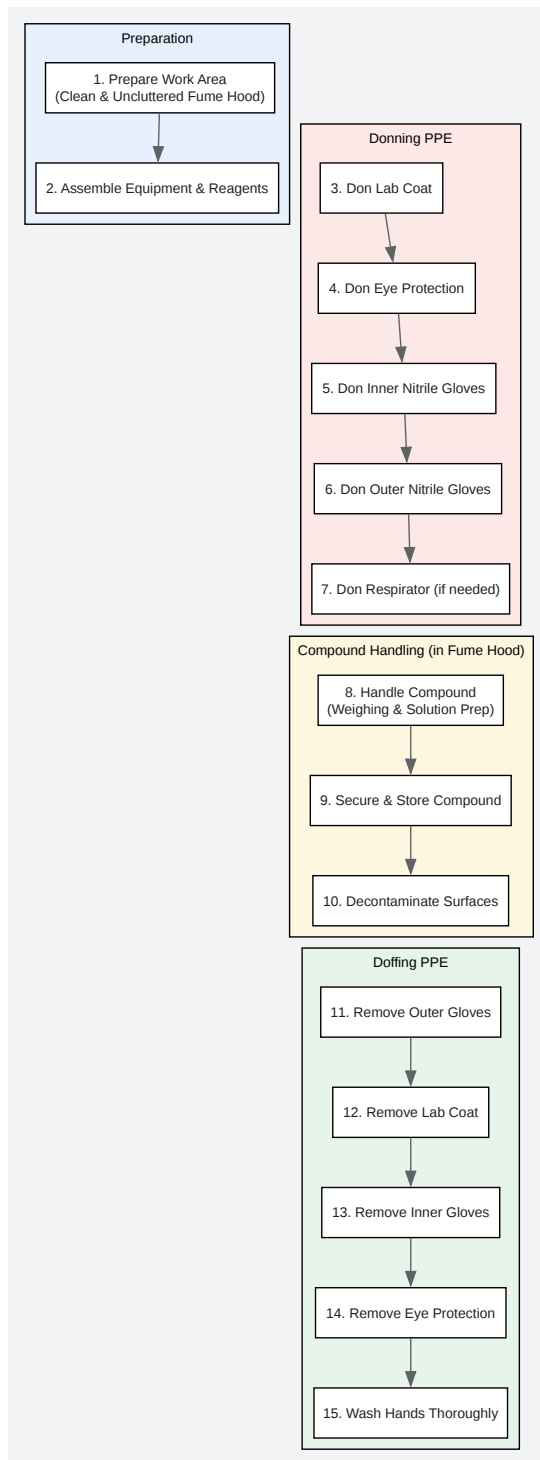 Preparation
1. Prepare Work Area
(Clean & Uncluttered Fume Hood)
2. Assemble Equipment & Reagents
Donning PPE
3. Don Lab Coat
4. Don Eye Protection
5. Don Inner Nitrile Gloves
6. Don Outer Nitrile Gloves
7. Don Respirator (if needed)
Compound Handling (in Fume Hood)
8. Handle Compound
(Weighing & Solution Prep)
9. Secure & Store Compound
10. Decontaminate Surfaces
Doffing PPE
11. Remove Outer Gloves
12. Remove Lab Coat
13. Remove Inner Gloves
14. Remove Eye Protection
15. Wash Hands Thoroughly